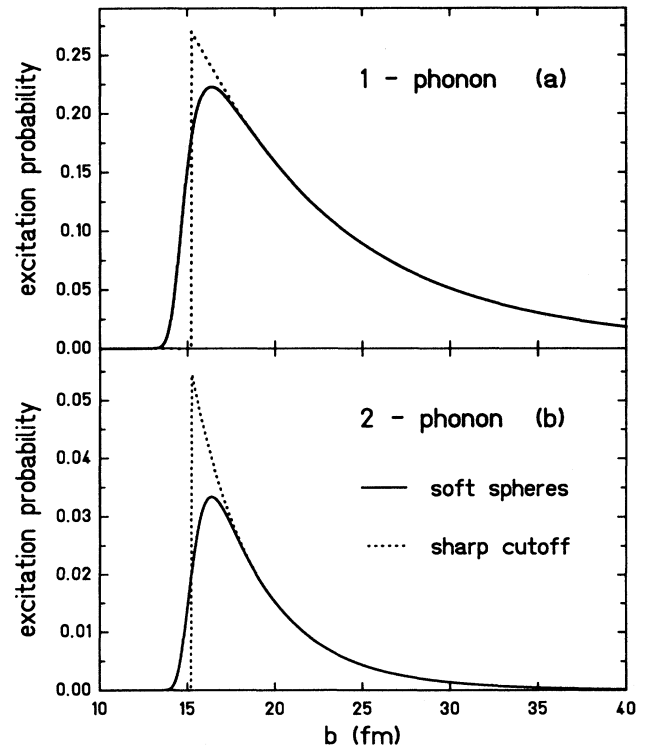 1 - phonon (a)
excitation probability
0.25
0.20
0.15
0.10
0.05
0.00
2 - phonon (b)
soft spheres
sharp cutoff
excitation probability
0.05
0.04
0.03
0.02
0.01
0.00
10 15 20 25 30 35 40
b (fm)